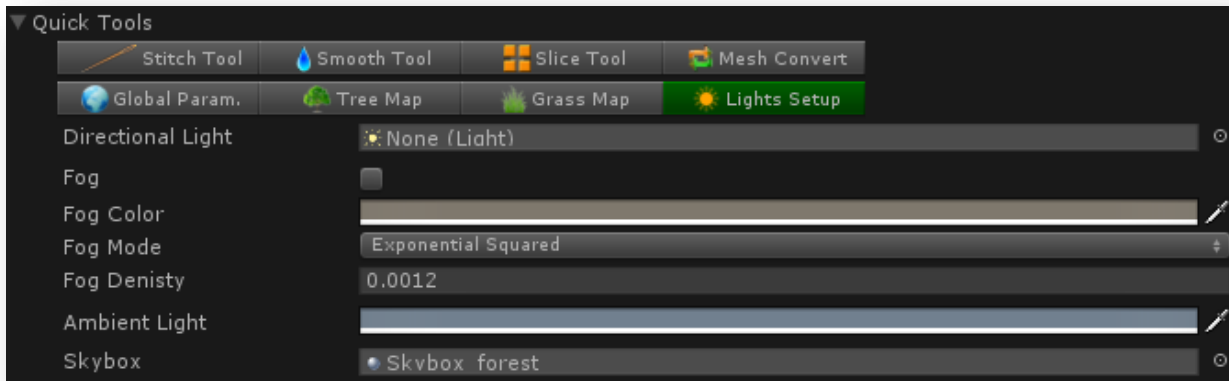 Quick Tools
Stitch Tool Smooth Tool Slice Tool Mesh Convert
Global Param. Tree Map Grass Map Lights Setup
Directional Light None (Light)
Fog
Fog Color
Fog Mode Exponential Squared
Fog Denisty 0.0012
Ambient Light
Skybox Skybox_forest